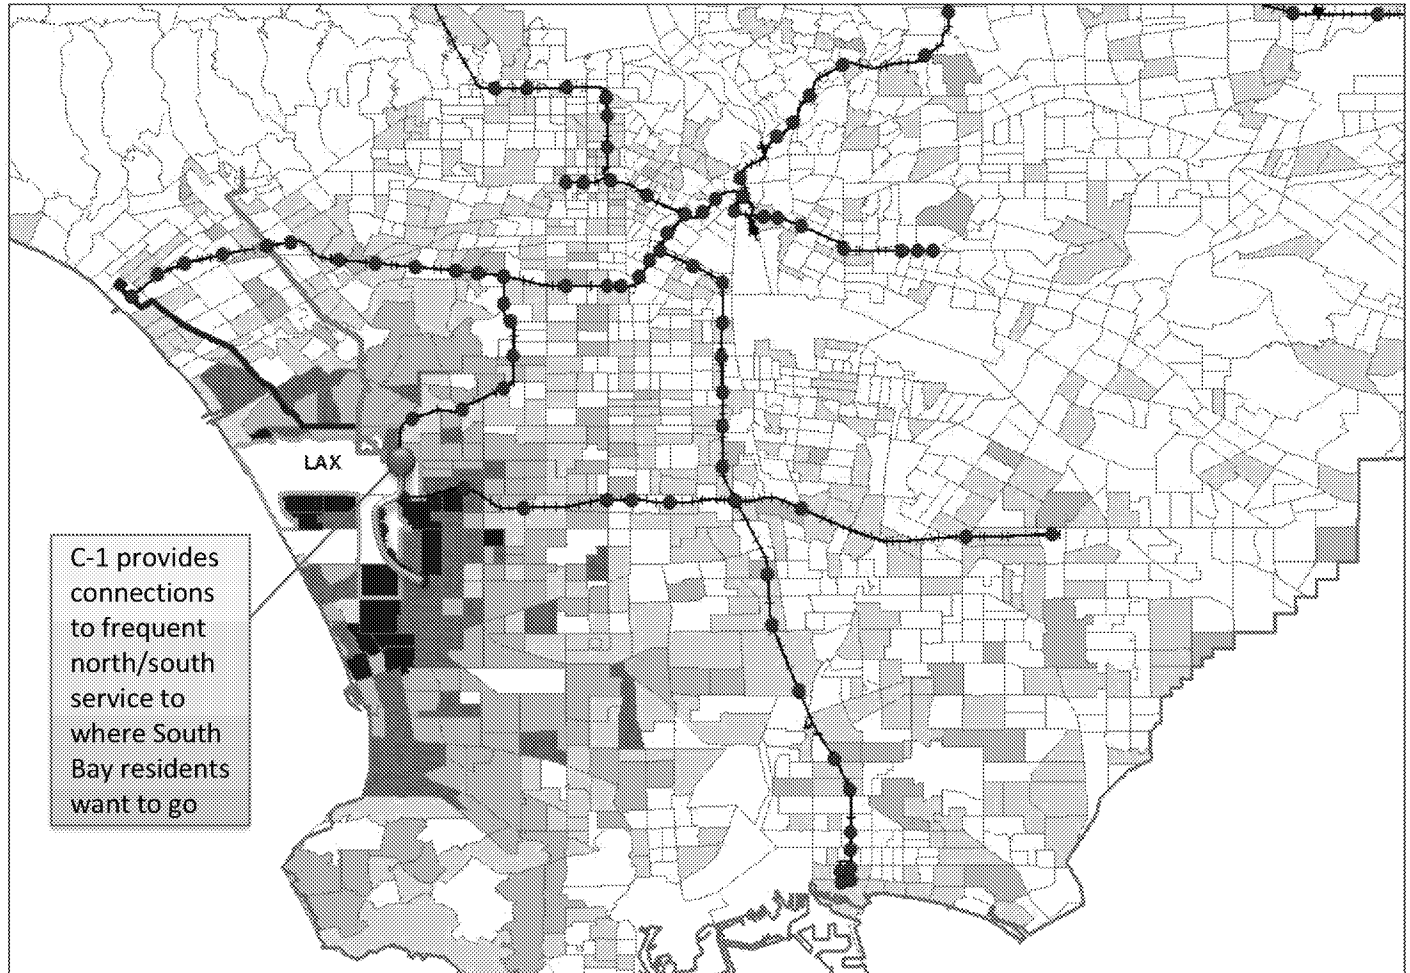 LAX
C-1 provides
connections
to frequent
north/south
service to
where South
Bay residents
want to go